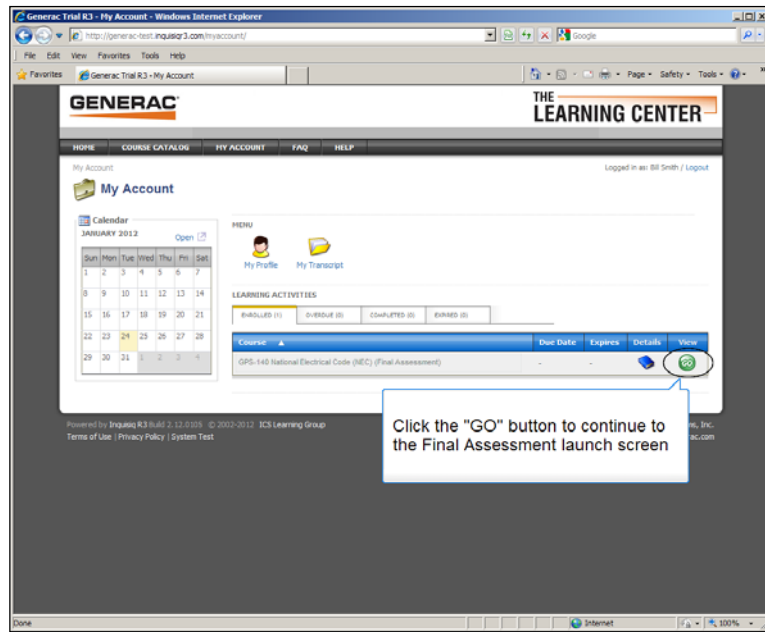 Generac Trial R3 - My Account - Windows Internet Explorer
http://generac-test.inquisiqr3.com/myaccount/
Google
File Edit View Favorites Tools Help
Favorites
Generac Trial R3 - My Account
Page Safety Tools
GENERAC
THE
LEARNING CENTER
HOME COURSE CATALOG MY ACCOUNT FAQ HELP
My Account
Logged in as: Bill Smith / Logout
My Account
Calendar
JANUARY 2012
Open
Sun Mon Tue Wed Thu Fri Sat
1 2 3 4 5 6 7
8 9 10 11 12 13 14
15 16 17 18 19 20 21
22 23 24 25 26 27 28
29 30 31 1 2 3 4
MENU
My Profile My Transcript
LEARNING ACTIVITIES
ENROLLED (1) OVERDUE (0) COMPLETED (0) EXPIRED (0)
Course Due Date Expires Details View
GPS-140 National Electrical Code (NEC) (Final Assessment) - - GO
Click the "GO" button to continue to
the Final Assessment launch screen
Powered by Inquisiq R3 Build 2.12.0105 © 2002-2012 ICS Learning Group
Terms of Use | Privacy Policy | System Test
Inc.
Done
Internet
100%